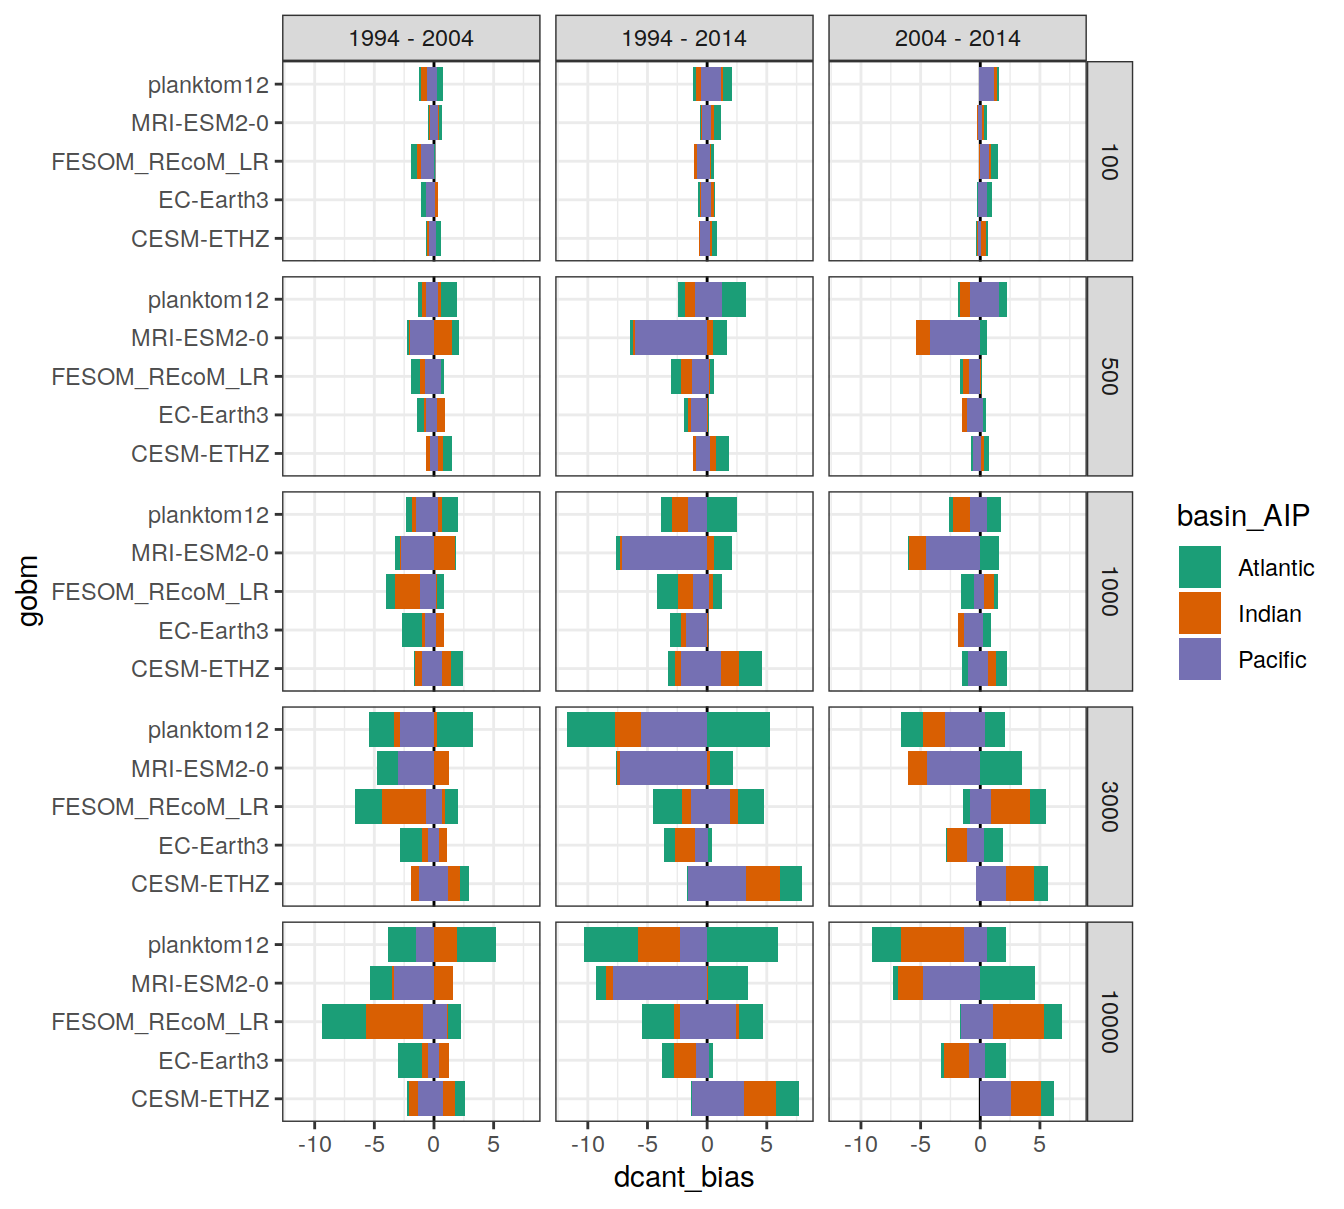 1994 - 2004 1994 - 2014 2004 - 2014
planktom12
MRI-ESM2-0
FESOM_REcoM_LR
EC-Earth3
CESM-ETHZ
100
planktom12
MRI-ESM2-0
FESOM_REcoM_LR
EC-Earth3
CESM-ETHZ
500
planktom12
MRI-ESM2-0
FESOM_REcoM_LR
EC-Earth3
CESM-ETHZ
1000
planktom12
MRI-ESM2-0
FESOM_REcoM_LR
EC-Earth3
CESM-ETHZ
3000
planktom12
MRI-ESM2-0
FESOM_REcoM_LR
EC-Earth3
CESM-ETHZ
10000
-10 -5 0 5 -10 -5 0 5 -10 -5 0 5
dcant_bias
gobm
basin_AIP
Atlantic
Indian
Pacific